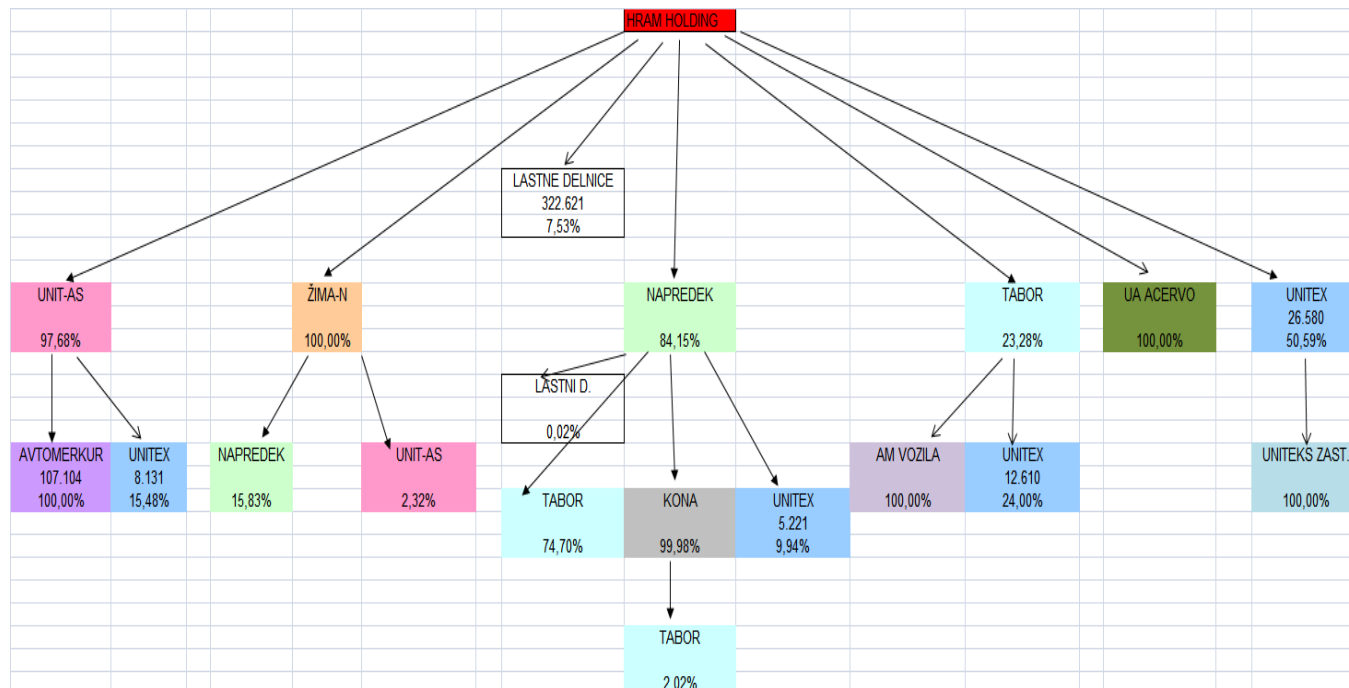 HRAM HOLDING
LASTNE DELNICE
322.621
7,53%
UNIT-AS
97,68%
ŽIMA-N
100,00%
NAPREDEK
84,15%
TABOR
23,28%
UA ACERVO
100,00%
UNITEX
26.580
50,59%
LASTNI D.
0,02%
AVTOMERKUR
107.104
100,00%
UNITEX
8.131
15,48%
NAPREDEK
15,83%
UNIT-AS
2,32%
TABOR
74,70%
KONA
99,98%
UNITEX
5.221
9,94%
AM VOZILA
100,00%
UNITEX
12.610
24,00%
UNITEKS ZAST.
100,00%
TABOR
2,02%